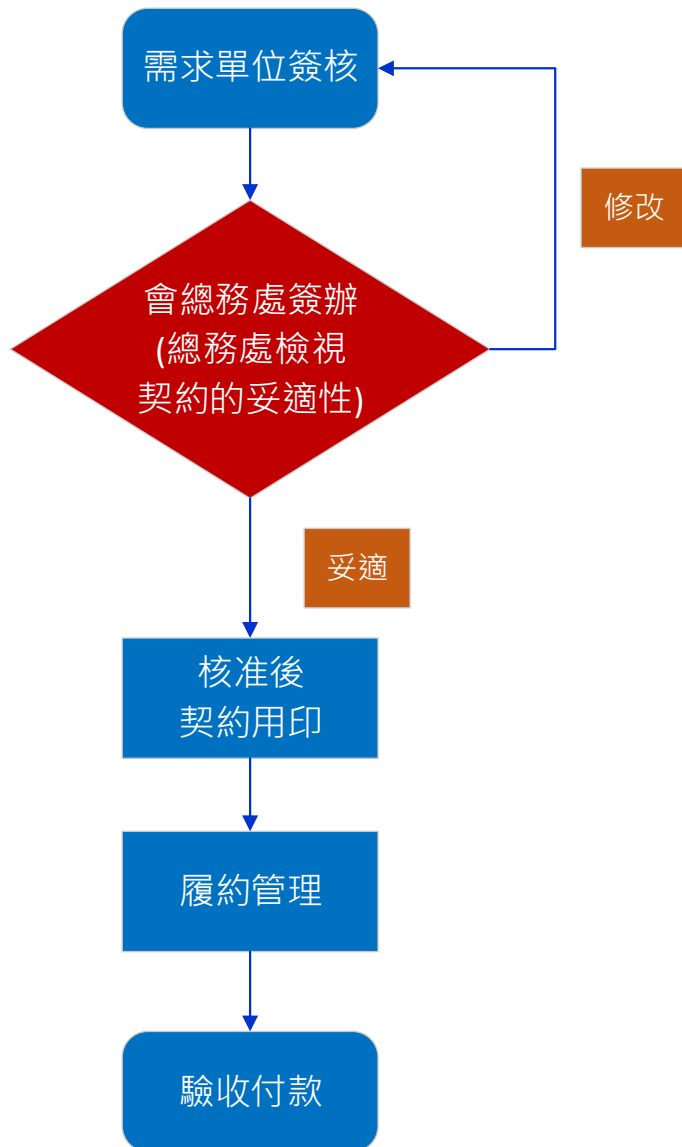 需求單位簽核
修改
會總務處簽辦
(總務處檢視
契約的妥適性)
妥適
核准後
契約用印
履約管理
驗收付款